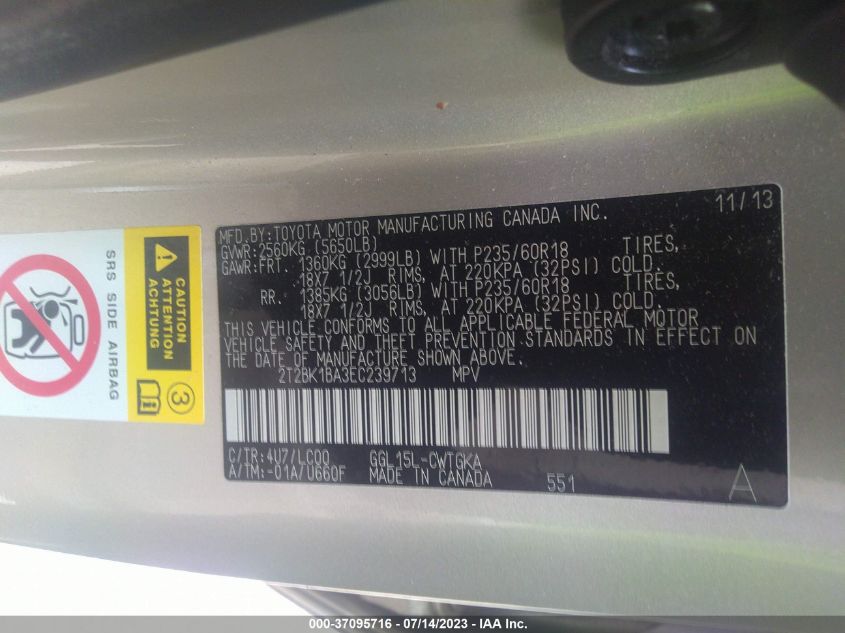 11/13
MFD.BY:TOYOTA MOTOR MANUFACTURING CANADA INC.
GVWR:2560KG (5650LB)
GAWR:FRT. 1360KG (2999LB) WITH P235/60R18 TIRES,
18X7 1/2J RIMS, AT 220KPA (32PSI) COLD.
RR. 1385KG (3056LB) WITH P235/60R18 TIRES,
18X7 1/2J RIMS, AT 220KPA (32PSI) COLD.
THIS VEHICLE CONFORMS TO ALL APPLICABLE FEDERAL MOTOR
VEHICLE SAFETY AND THEFT PREVENTION STANDARDS IN EFFECT ON
THE DATE OF MANUFACTURE SHOWN ABOVE.
2T2BK1BA3EC239713 MPV
C/TR:4U7/LC00 GGL15L-CWTGKA
A/TM:-01A/U660F MADE IN CANADA 551 A
CAUTION
ATTENTION
ACHTUNG
3
SRS SIDE AIRBAG
000-37095716 - 07/14/2023 - IAA Inc.